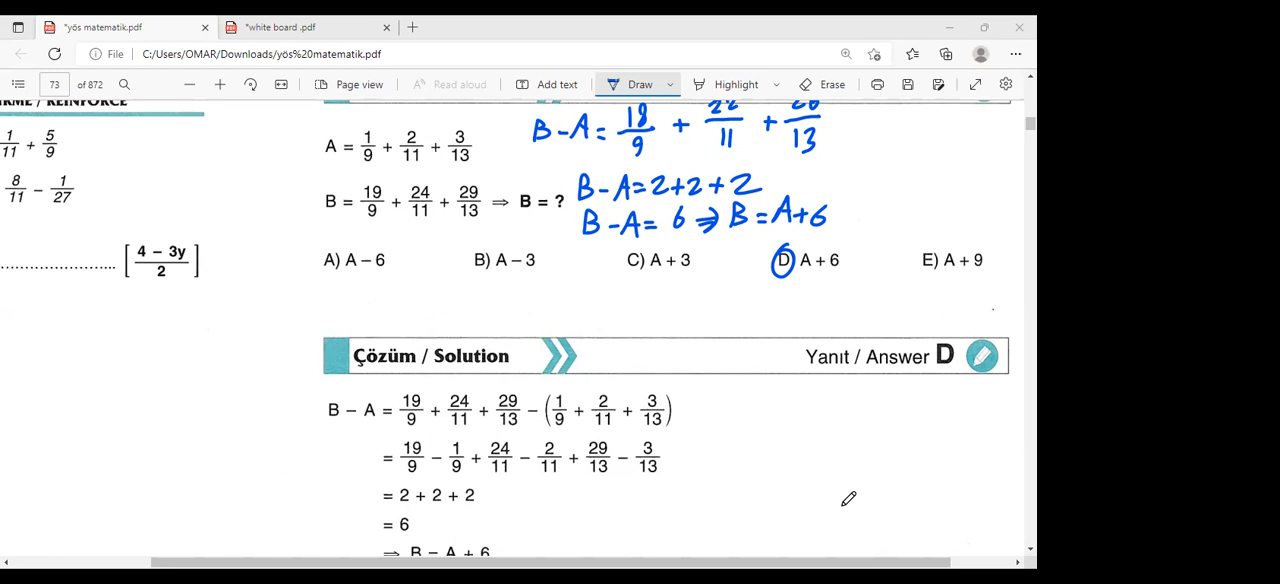 *yös matematik.pdf
*white board .pdf
File C:/Users/OMAR/Downloads/yös%20matematik.pdf
73 of 872 Page view Read aloud Add text Draw Highlight Erase
1/11 + 5/9
8/11 − 1/27
[4 − 3y / 2]
A = 1/9 + 2/11 + 3/13
B = 19/9 + 24/11 + 29/13 ⇒ B = ?
B − A = 18/9 + 22/11 + 26/13
B − A = 2 + 2 + 2
B − A = 6 ⇒ B = A + 6
A) A − 6 B) A − 3 C) A + 3 D) A + 6 E) A + 9
Çözüm / Solution Yanıt / Answer D
B − A = 19/9 + 24/11 + 29/13 − (1/9 + 2/11 + 3/13)
= 19/9 − 1/9 + 24/11 − 2/11 + 29/13 − 3/13
= 2 + 2 + 2
= 6